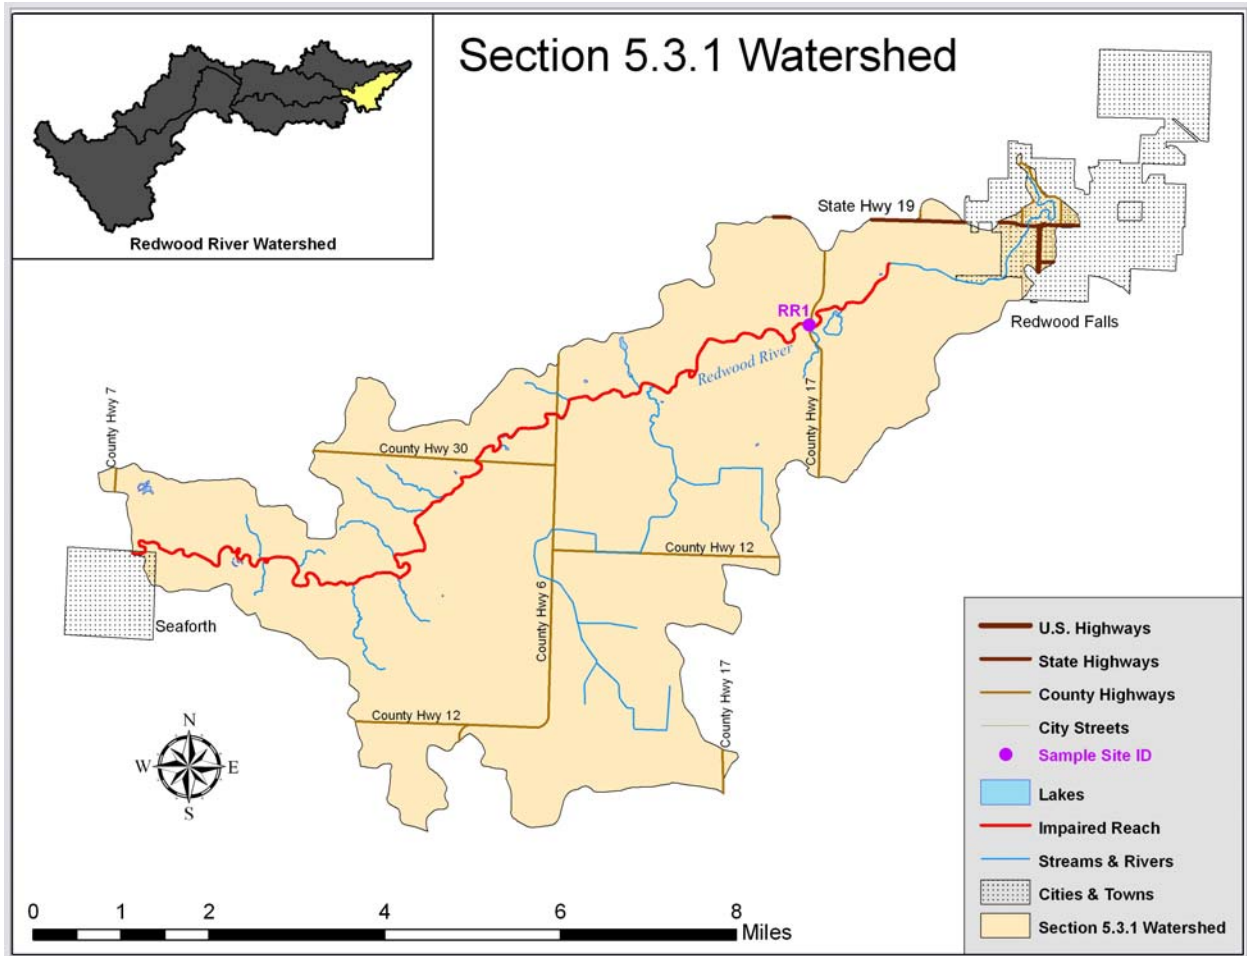 Section 5.3.1 Watershed
Redwood River Watershed
State Hwy 19
RR1
Redwood Falls
Redwood River
County Hwy 7
County Hwy 17
County Hwy 30
County Hwy 12
Seaforth
County Hwy 6
County Hwy 17
County Hwy 12
N
W
E
S
U.S. Highways
State Highways
County Highways
City Streets
Sample Site ID
Lakes
Impaired Reach
Streams & Rivers
Cities & Towns
Section 5.3.1 Watershed
0 1 2 4 6 8
Miles